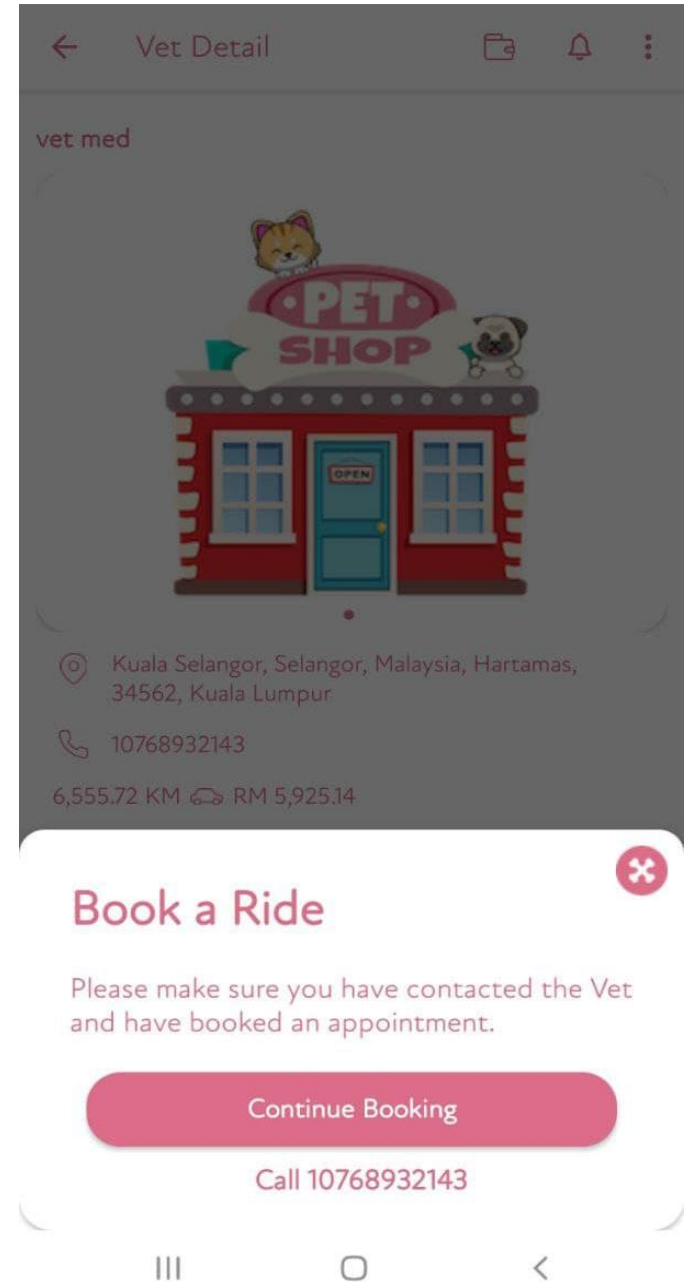 Vet Detail
vet med
PET
SHOP
OPEN
Kuala Selangor, Selangor, Malaysia, Hartamas,
34562, Kuala Lumpur
10768932143
6,555.72 KM RM 5,925.14
Book a Ride
Please make sure you have contacted the Vet
and have booked an appointment.
Continue Booking
Call 10768932143